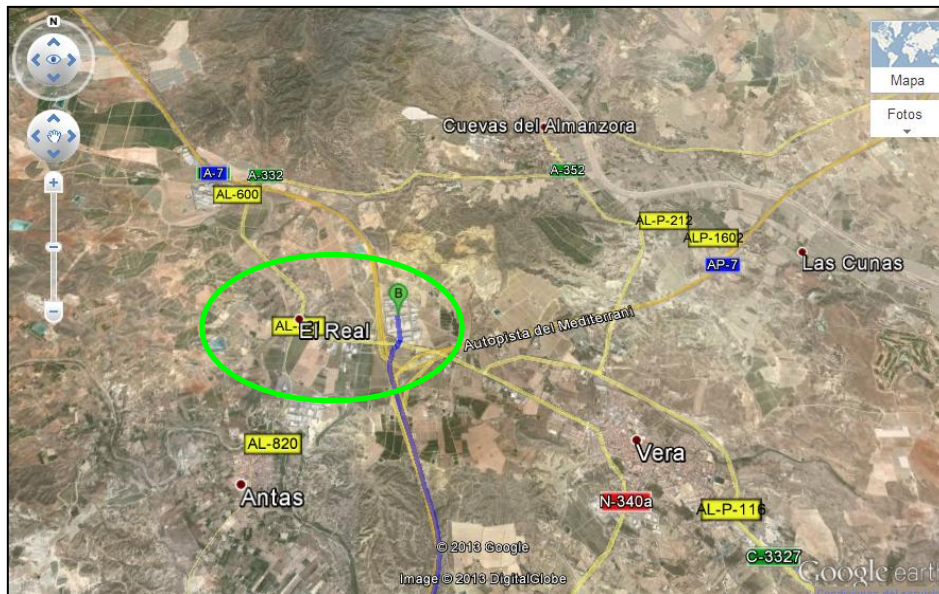 N
Mapa
Fotos
Cuevas del Almanzora
A-7
A-332
A-352
AL-600
AL-P-212
ALP-1602
AP-7
Las Cunas
B
El Real
Autopista del Mediterrani
AL-820
Vera
Antas
N-340a
AL-P-116
© 2013 Google
C-3327
Image © 2013 DigitalGlobe
Google earth